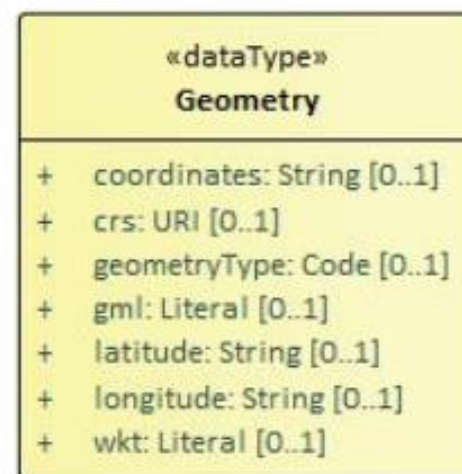 «dataType»
Geometry
+ coordinates: String [0..1]
+ crs: URI [0..1]
+ geometryType: Code [0..1]
+ gml: Literal [0..1]
+ latitude: String [0..1]
+ longitude: String [0..1]
+ wkt: Literal [0..1]